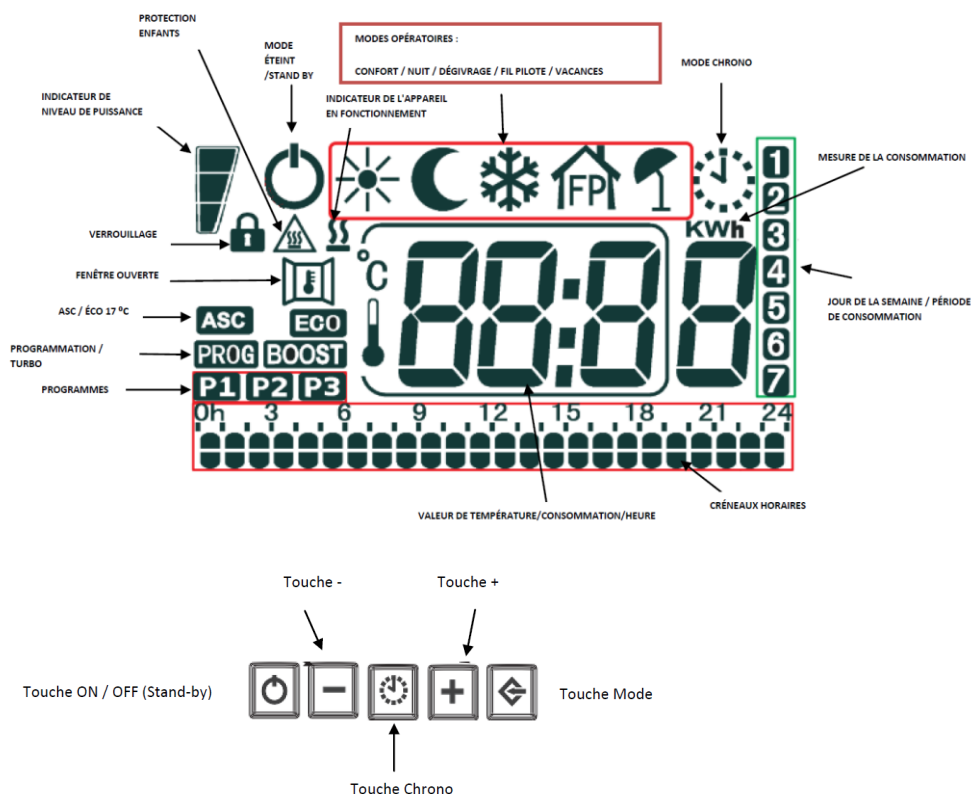 PROTECTION
ENFANTS
MODE
ÉTEINT
/STAND BY
MODES OPÉRATOIRES :
CONFORT / NUIT / DÉGIVRAGE / FIL PILOTE / VACANCES
MODE CHRONO
INDICATEUR DE
NIVEAU DE PUISSANCE
INDICATEUR DE L'APPAREIL
EN FONCTIONNEMENT
MESURE DE LA CONSOMMATION
FP
KWh
1
2
3
4
5
6
7
VERROUILLAGE
FENÊTRE OUVERTE
°C
88:88
JOUR DE LA SEMAINE / PÉRIODE
DE CONSOMMATION
ASC / ÉCO 17 ºC
ASC ECO
PROGRAMMATION /
TURBO
PROG BOOST
PROGRAMMES
P1 P2 P3
0h 3 6 9 12 15 18 21 24
CRÉNEAUX HORAIRES
VALEUR DE TEMPÉRATURE/CONSOMMATION/HEURE
Touche -
Touche +
Touche ON / OFF (Stand-by)
Touche Mode
Touche Chrono